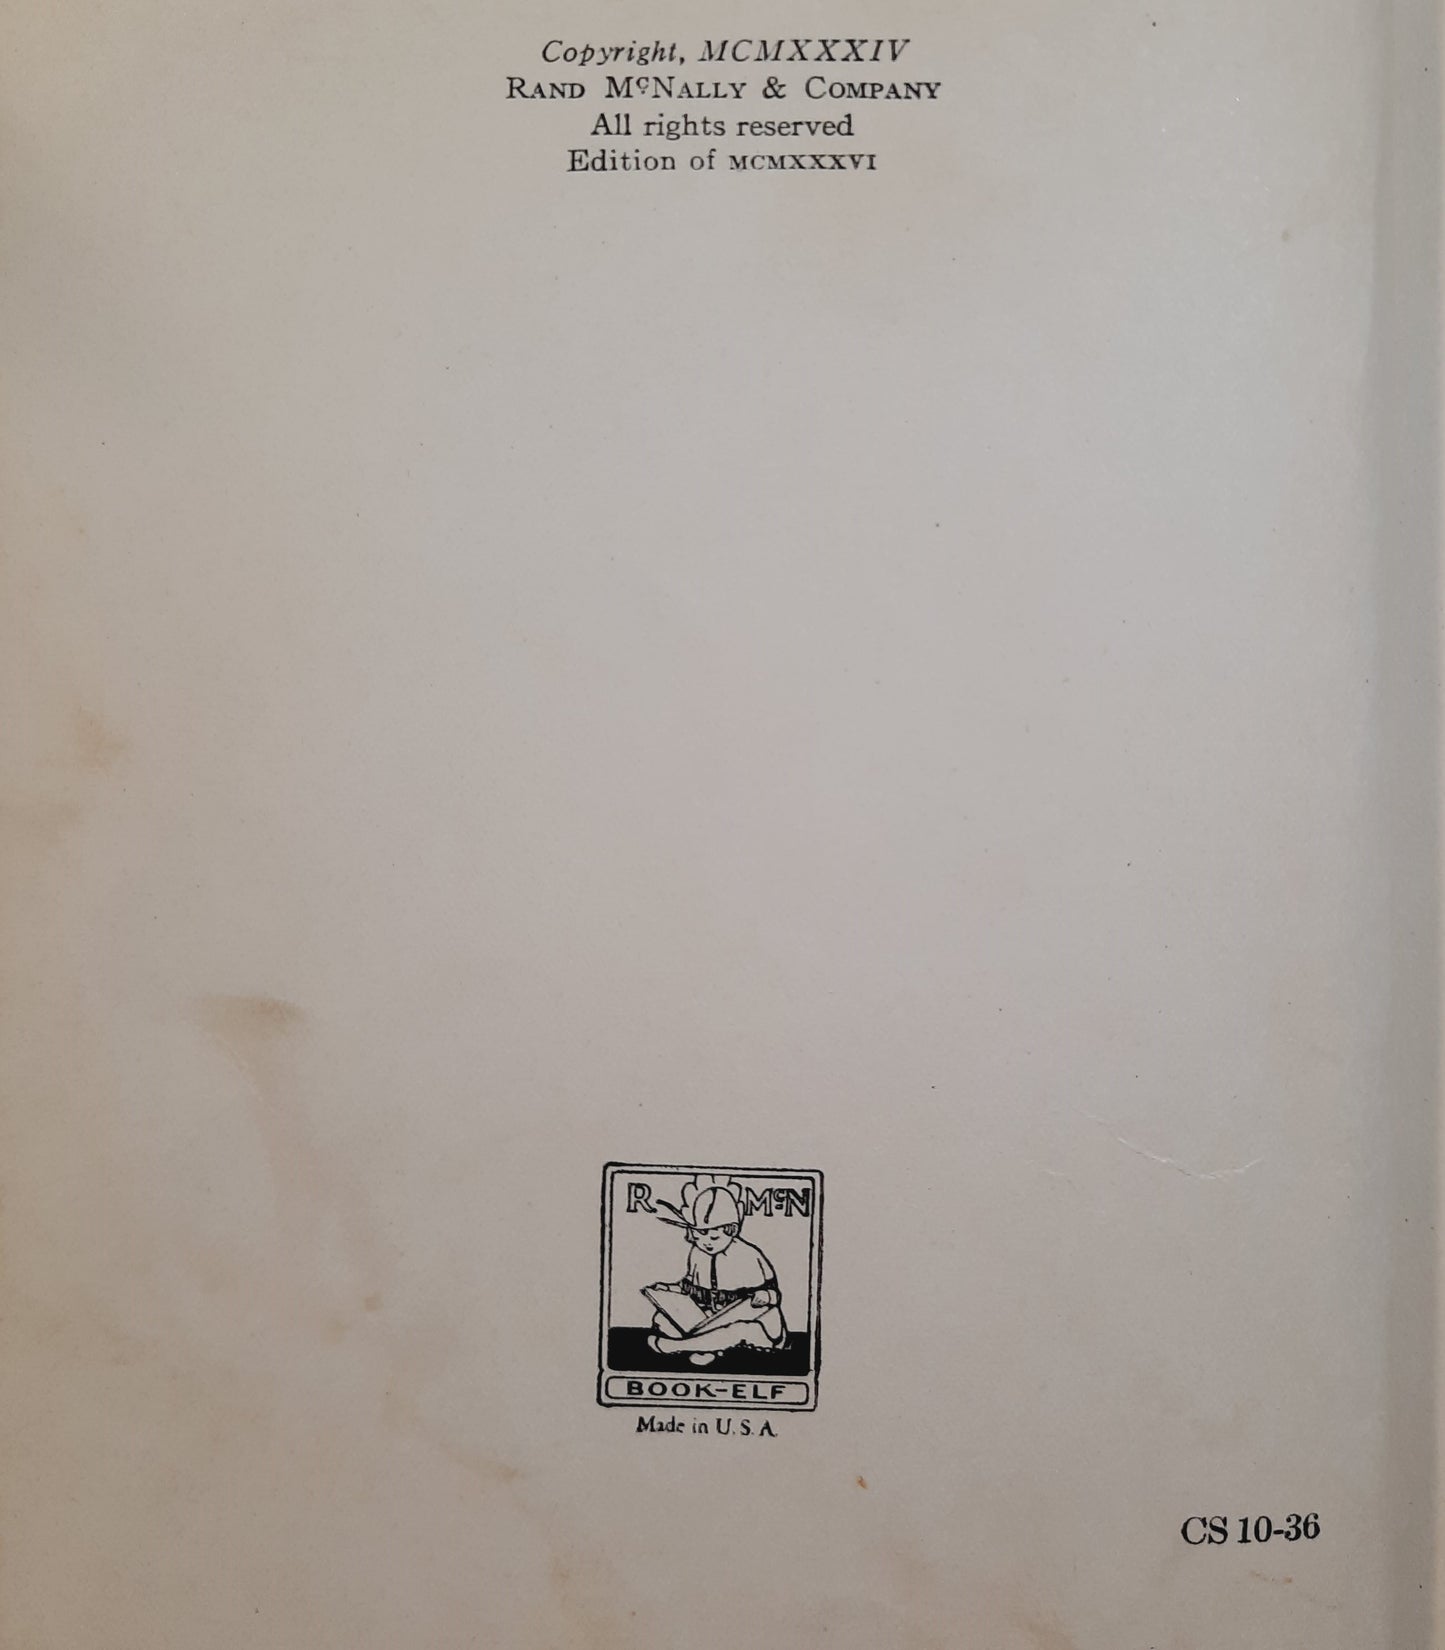 Copyright, MCMXXXIV
RAND MᶜNALLY & COMPANY
All rights reserved
Edition of MCMXXXVI
R MᶜN
BOOK-ELF
Made in U. S. A.
CS 10-36